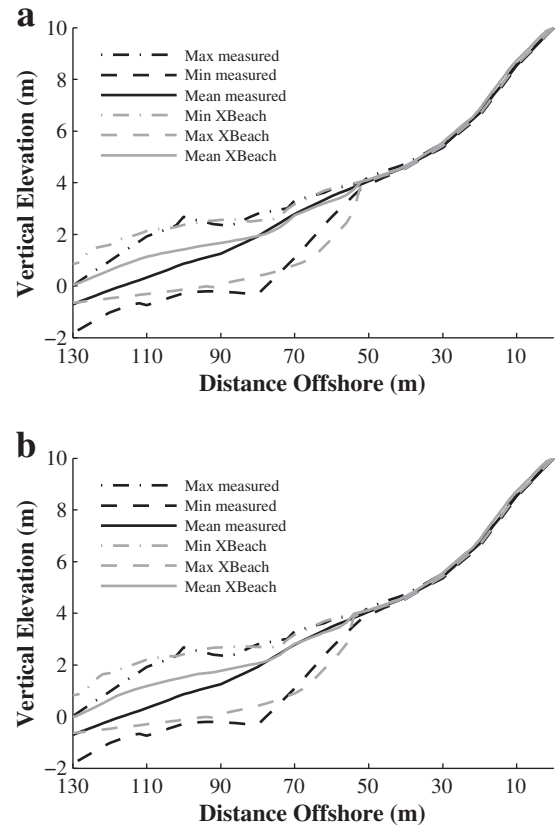 a
10
8
6
4
2
0
−2
Vertical Elevation (m)
Max measured
Min measured
Mean measured
Min XBeach
Max XBeach
Mean XBeach
130 110 90 70 50 30 10
Distance Offshore (m)
b
10
8
6
4
2
0
−2
Vertical Elevation (m)
Max measured
Min measured
Mean measured
Min XBeach
Max XBeach
Mean XBeach
130 110 90 70 50 30 10
Distance Offshore (m)